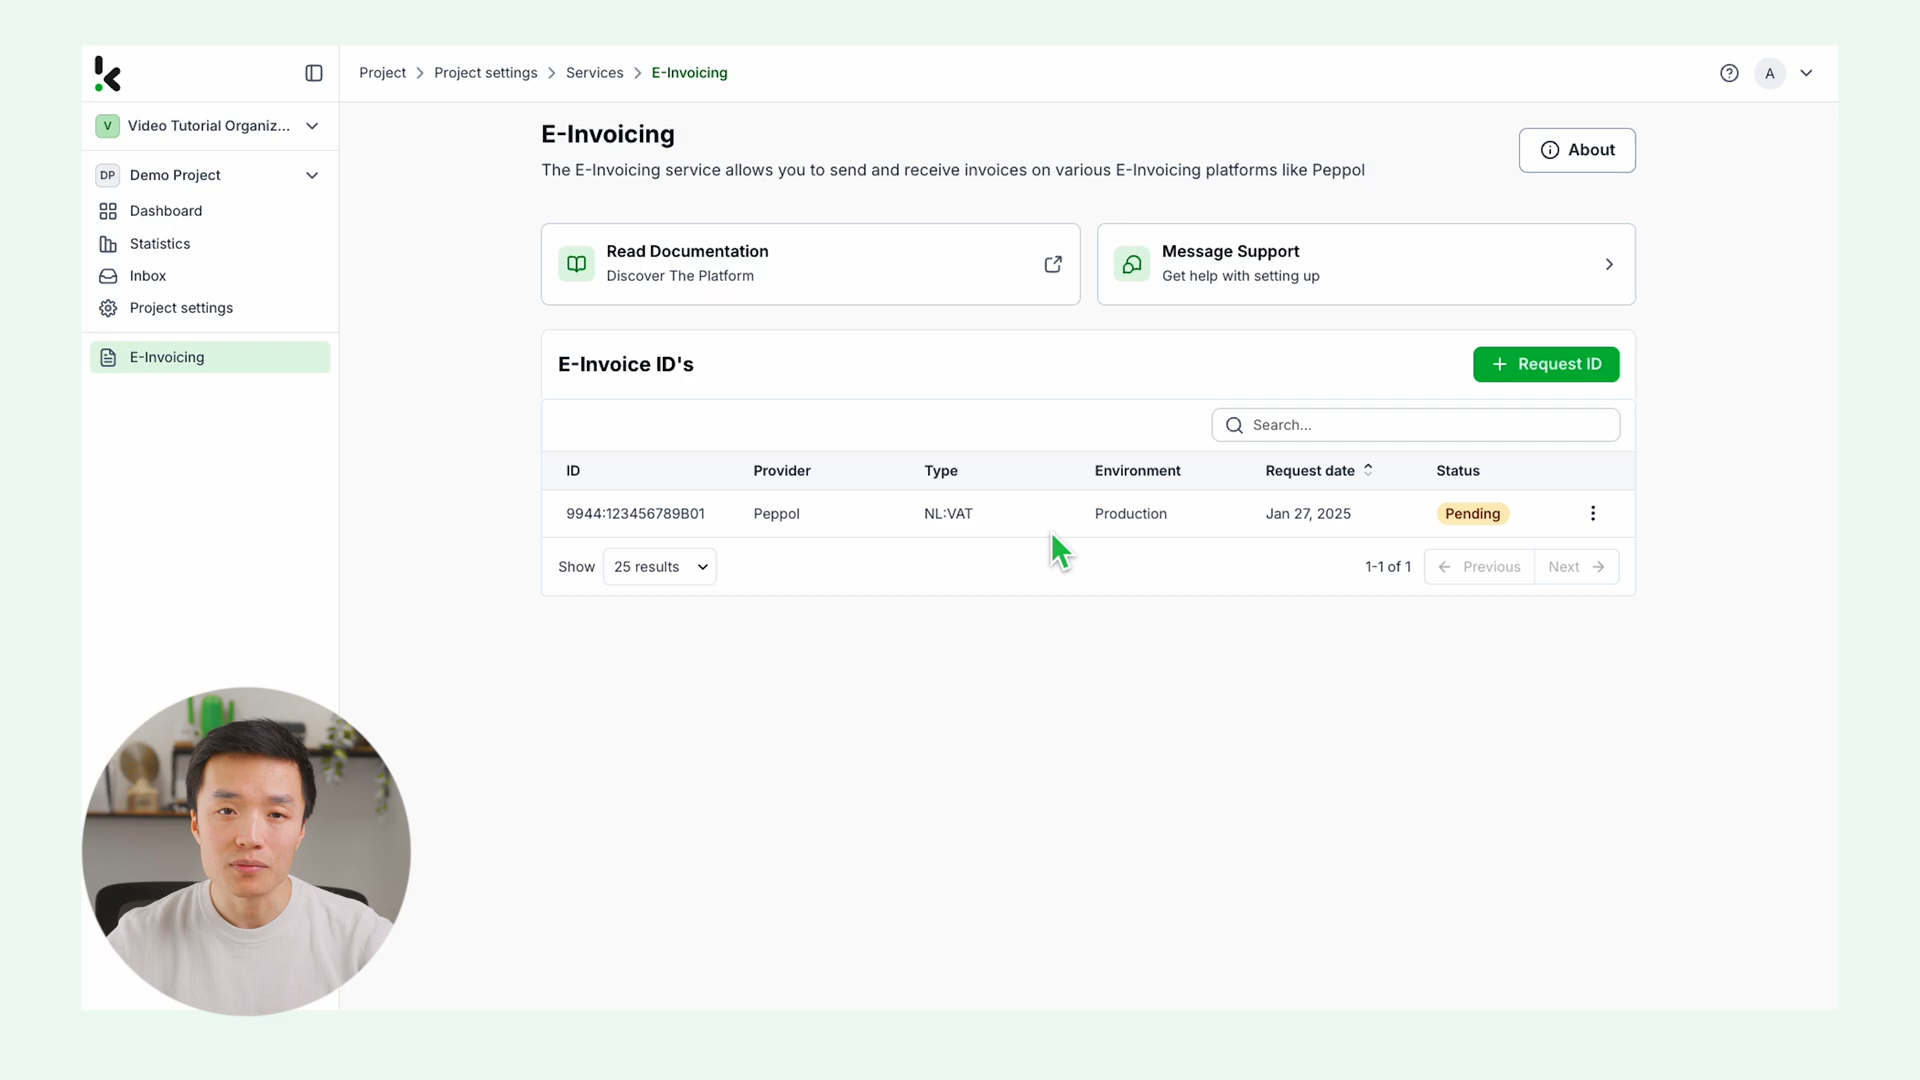 Project > Project settings > Services > E-Invoicing
A
V Video Tutorial Organiz...
DP Demo Project
Dashboard
Statistics
Inbox
Project settings
E-Invoicing
E-Invoicing
The E-Invoicing service allows you to send and receive invoices on various E-Invoicing platforms like Peppol
About
Read Documentation
Discover The Platform
Message Support
Get help with setting up
E-Invoice ID's
+ Request ID
Search...
ID Provider Type Environment Request date Status
9944:123456789B01 Peppol NL:VAT Production Jan 27, 2025 Pending
Show 25 results 1-1 of 1 Previous Next